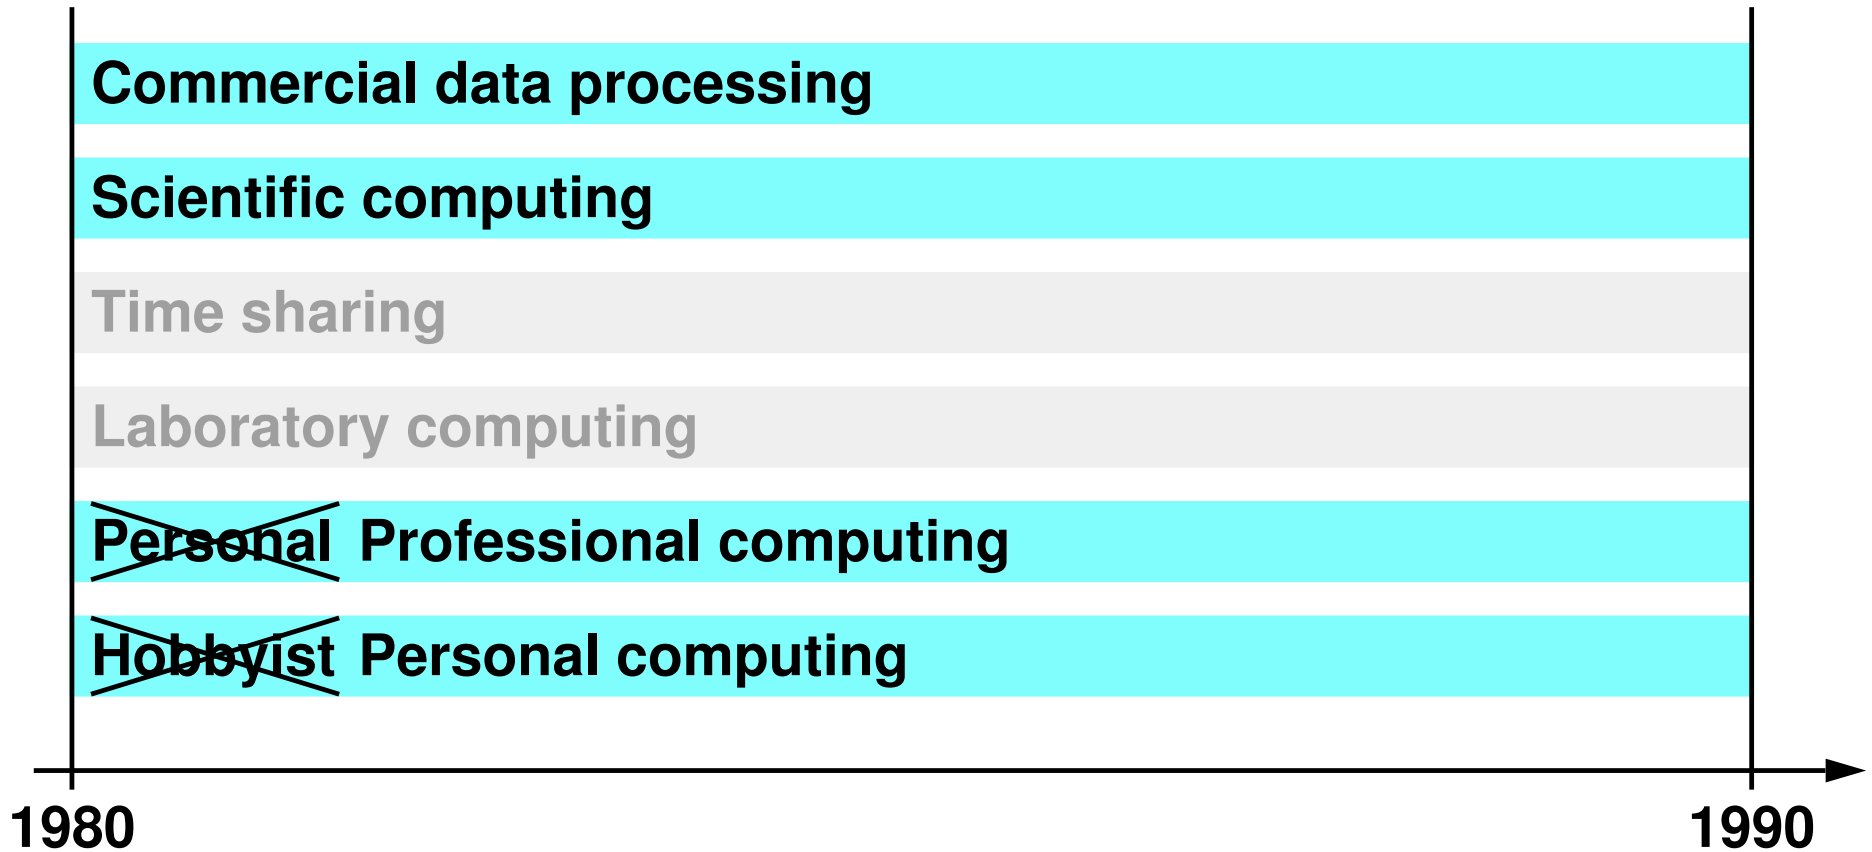 Commercial data processing
Scientific computing
Time sharing
Laboratory computing
Personal Professional computing
Hobbyist Personal computing
1980 1990